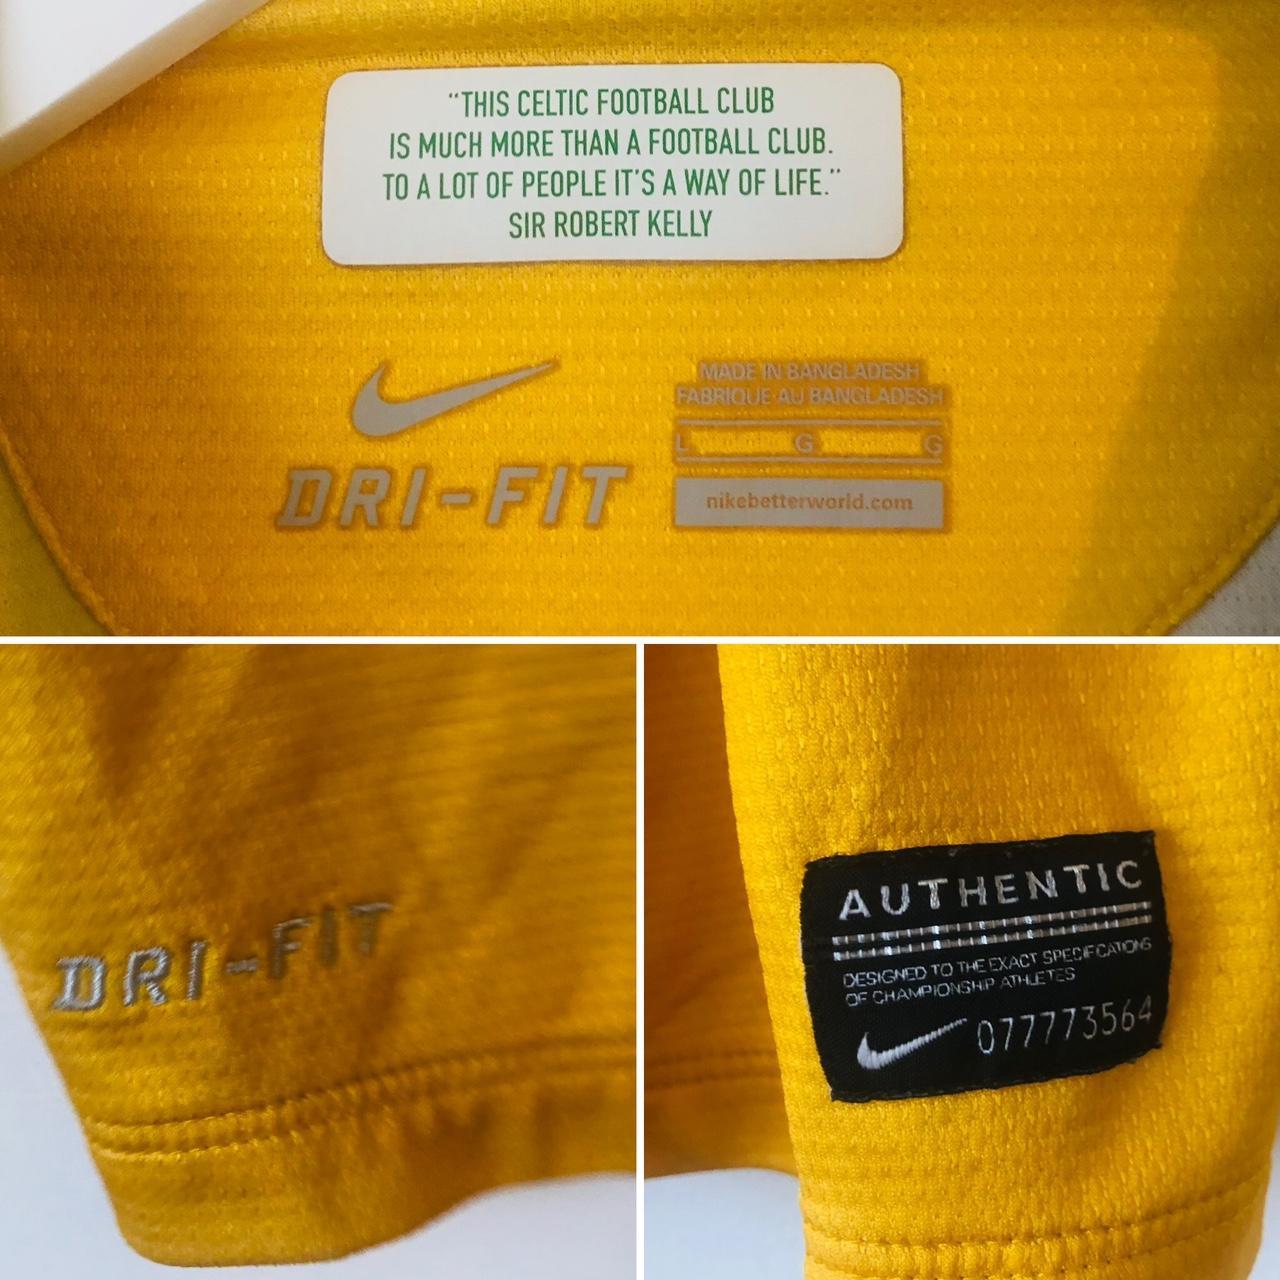 “THIS CELTIC FOOTBALL CLUB
IS MUCH MORE THAN A FOOTBALL CLUB.
TO A LOT OF PEOPLE IT'S A WAY OF LIFE.”
SIR ROBERT KELLY
DRI-FIT
MADE IN BANGLADESH
FABRIQUE AU BANGLADESH
L G G
nikebetterworld.com
DRI-FIT
AUTHENTIC
DESIGNED TO THE EXACT SPECIFICATIONS
OF CHAMPIONSHIP ATHLETES
077773564